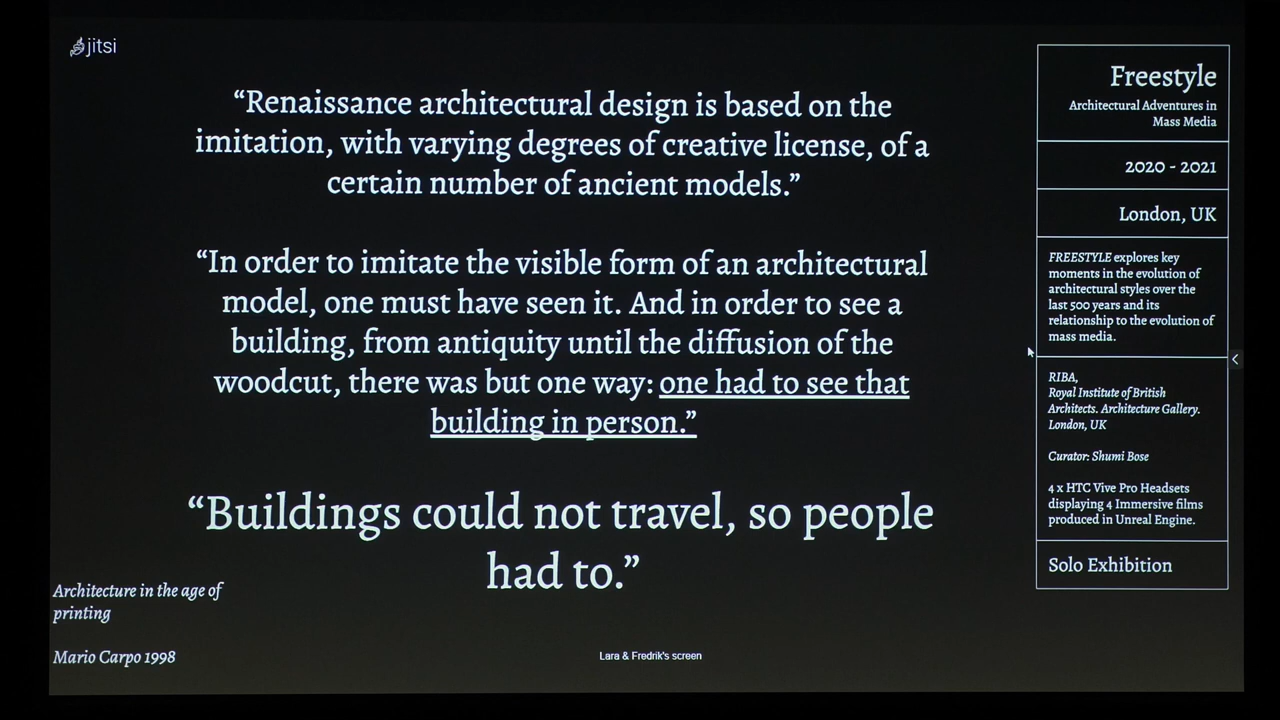 jitsi
“Renaissance architectural design is based on the
imitation, with varying degrees of creative license, of a
certain number of ancient models.”
“In order to imitate the visible form of an architectural
model, one must have seen it. And in order to see a
building, from antiquity until the diffusion of the
woodcut, there was but one way: one had to see that
building in person.”
“Buildings could not travel, so people
had to.”
Architecture in the age of
printing
Mario Carpo 1998
Lara & Fredrik's screen
Freestyle
Architectural Adventures in
Mass Media
2020 - 2021
London, UK
FREESTYLE explores key
moments in the evolution of
architectural styles over the
last 500 years and its
relationship to the evolution of
mass media.
RIBA,
Royal Institute of British
Architects. Architecture Gallery.
London, UK
Curator: Shumi Bose
4 x HTC Vive Pro Headsets
displaying 4 Immersive films
produced in Unreal Engine.
Solo Exhibition